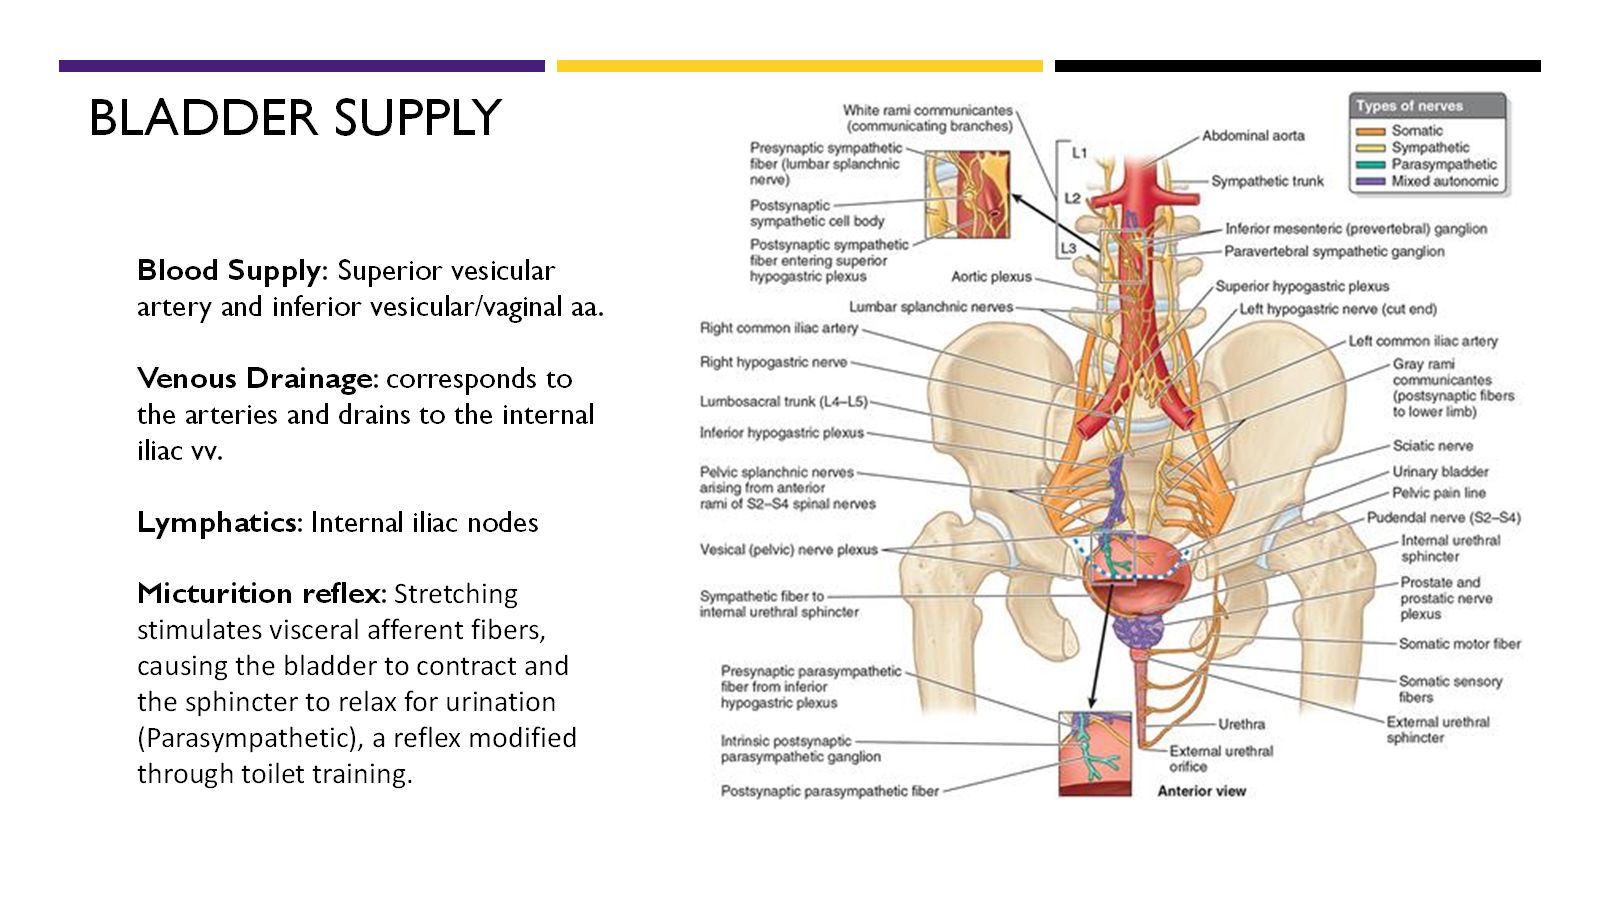 BLADDER SUPPLY
Blood Supply: Superior vesicular
artery and inferior vesicular/vaginal aa.
Venous Drainage: corresponds to
the arteries and drains to the internal
iliac vv.
Lymphatics: Internal iliac nodes
Micturition reflex: Stretching
stimulates visceral afferent fibers,
causing the bladder to contract and
the sphincter to relax for urination
(Parasympathetic), a reflex modified
through toilet training.
White rami communicantes
(communicating branches)
Presynaptic sympathetic
fiber (lumbar splanchnic
nerve)
Postsynaptic
sympathetic cell body
Postsynaptic sympathetic
fiber entering superior
hypogastric plexus
Aortic plexus
Lumbar splanchnic nerves
Right common iliac artery
Right hypogastric nerve
Lumbosacral trunk (L4–L5)
Inferior hypogastric plexus
Pelvic splanchnic nerves
arising from anterior
rami of S2–S4 spinal nerves
Vesical (pelvic) nerve plexus
Sympathetic fiber to
internal urethral sphincter
Presynaptic parasympathetic
fiber from inferior
hypogastric plexus
Intrinsic postsynaptic
parasympathetic ganglion
Postsynaptic parasympathetic fiber
L1
L2
L3
Types of nerves
Somatic
Sympathetic
Parasympathetic
Mixed autonomic
Abdominal aorta
Sympathetic trunk
Inferior mesenteric (prevertebral) ganglion
Paravertebral sympathetic ganglion
Superior hypogastric plexus
Left hypogastric nerve (cut end)
Left common iliac artery
Gray rami
communicantes
(postsynaptic fibers
to lower limb)
Sciatic nerve
Urinary bladder
Pelvic pain line
Pudendal nerve (S2–S4)
Internal urethral
sphincter
Prostate and
prostatic nerve
plexus
Somatic motor fiber
Somatic sensory
fibers
External urethral
sphincter
Urethra
External urethral
orifice
Anterior view